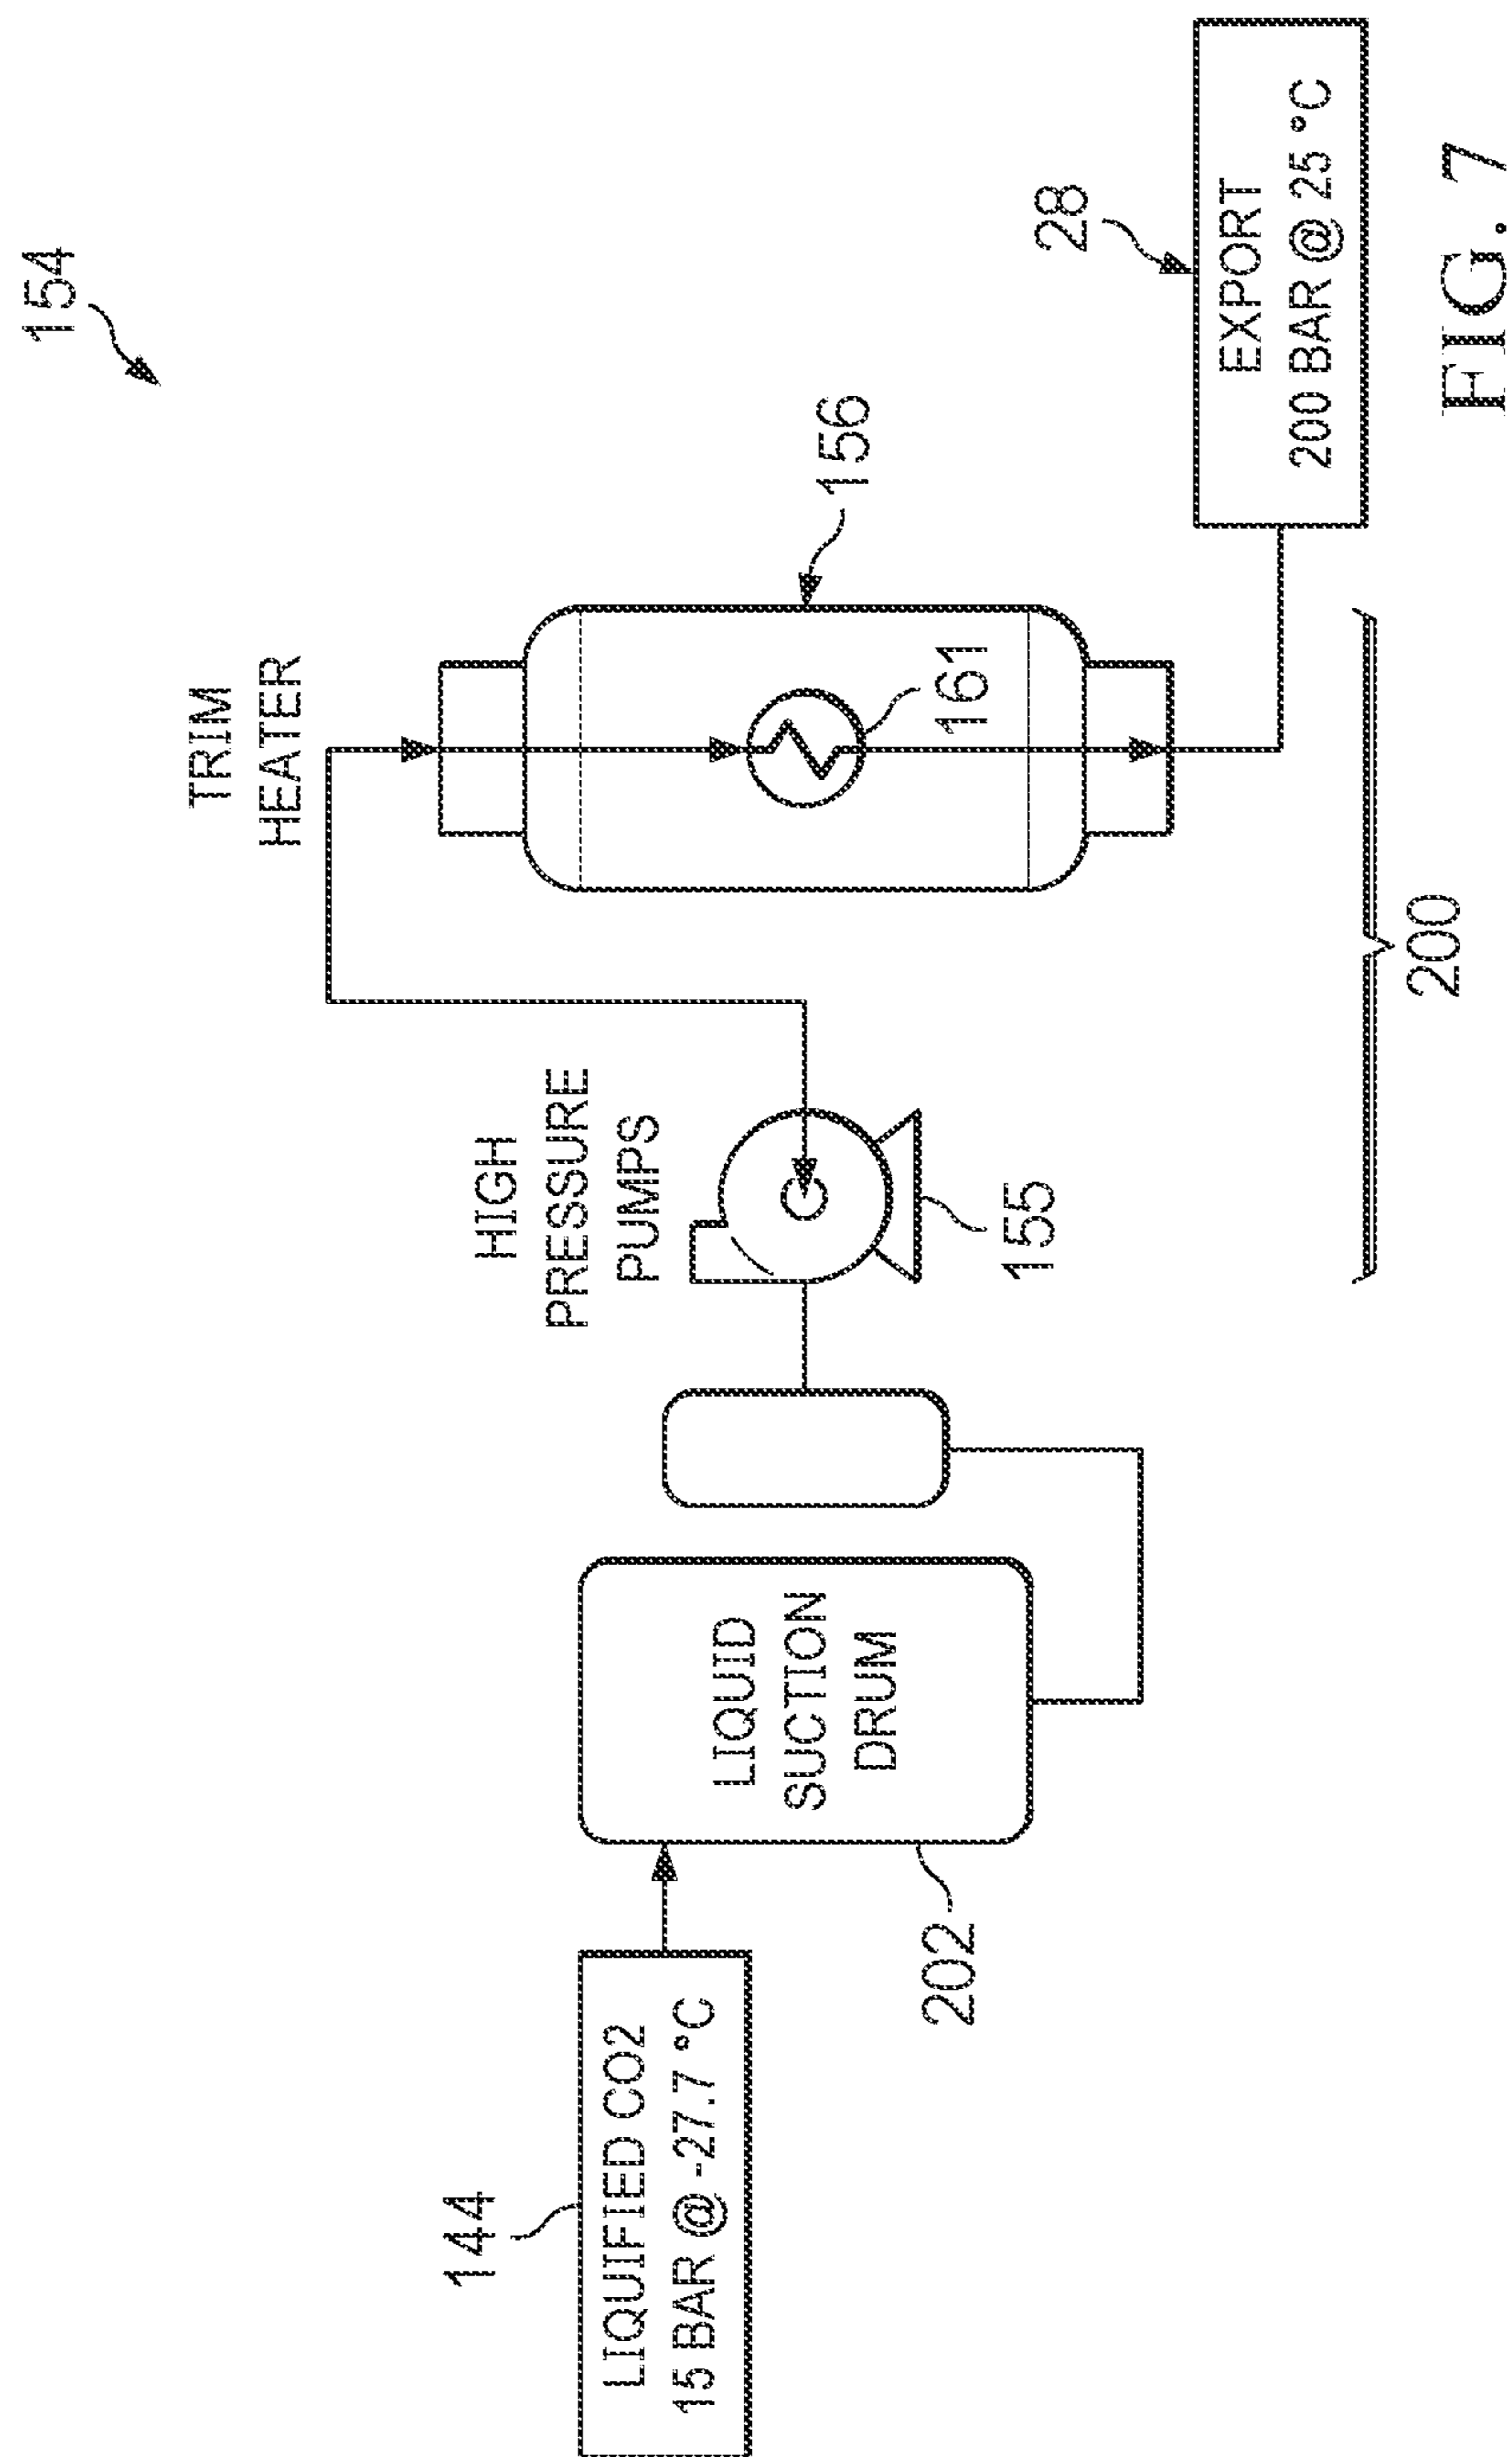 154
TRIM
HEATER
HIGH
PRESSURE
PUMPS
144
LIQUIFIED CO2
15 BAR @ -27.7 °C
202
LIQUID
SUCTION
DRUM
155
156
161
28
EXPORT
200 BAR @ 25 °C
200
FIG. 7